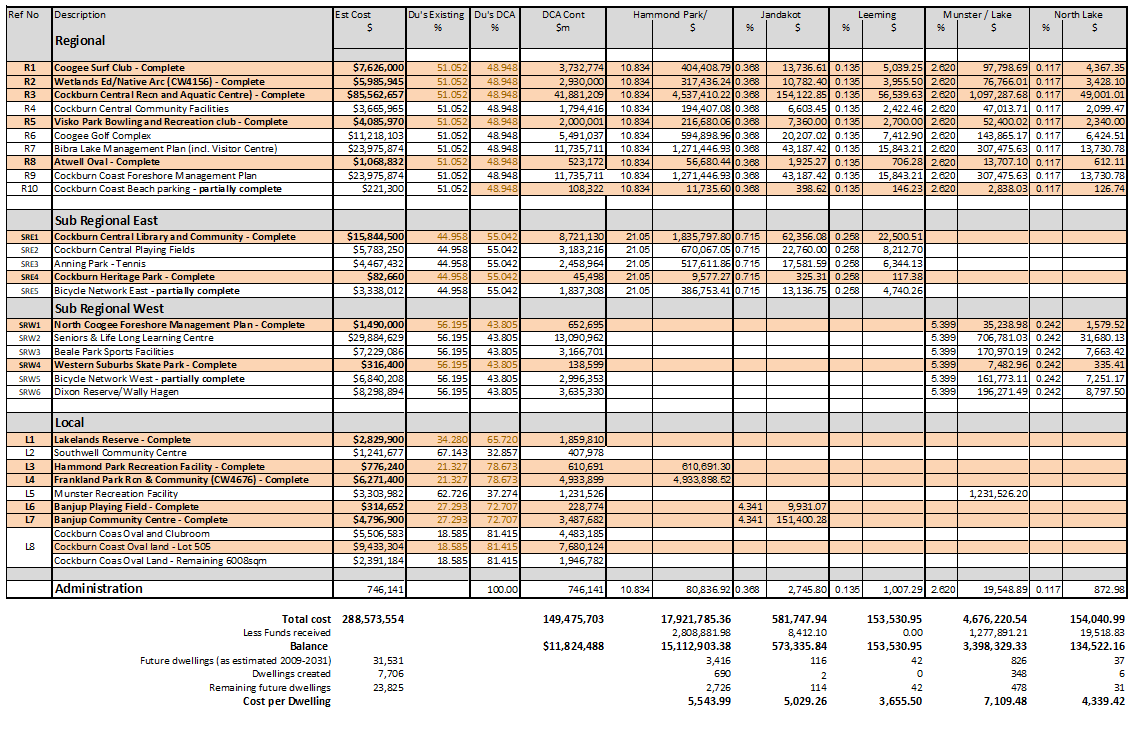 Ref No Description Est Cost Du's Existing Du's DCA DCA Cont Hammond Park/ Jandakot Leeming Munster / Lake North Lake
$ % % $m % $ % $ % $ % $ % $
Regional
R1 Coogee Surf Club - Complete $7,626,000 51.052 48.948 3,732,774 10.834 404,408.79 0.368 13,736.61 0.135 5,039.25 2.620 97,798.69 0.117 4,367.35
R2 Wetlands Ed/Native Arc (CW4156) - Complete $5,985,945 51.052 48.948 2,930,000 10.834 317,436.24 0.368 10,782.40 0.135 3,955.50 2.620 76,766.01 0.117 3,428.10
R3 Cockburn Central Recn and Aquatic Centre) - Complete $85,562,657 51.052 48.948 41,881,209 10.834 4,537,410.22 0.368 154,122.85 0.135 56,539.63 2.620 1,097,287.68 0.117 49,001.01
R4 Cockburn Central Community Facilities $3,665,965 51.052 48.948 1,794,416 10.834 194,407.08 0.368 6,603.45 0.135 2,422.46 2.620 47,013.71 0.117 2,099.47
R5 Visko Park Bowling and Recreation club - Complete $4,085,970 51.052 48.948 2,000,001 10.834 216,680.06 0.368 7,360.00 0.135 2,700.00 2.620 52,400.02 0.117 2,340.00
R6 Coogee Golf Complex $11,218,103 51.052 48.948 5,491,037 10.834 594,898.96 0.368 20,207.02 0.135 7,412.90 2.620 143,865.17 0.117 6,424.51
R7 Bibra Lake Management Plan (incl. Visitor Centre) $23,975,874 51.052 48.948 11,735,711 10.834 1,271,446.93 0.368 43,187.42 0.135 15,843.21 2.620 307,475.63 0.117 13,730.78
R8 Atwell Oval - Complete $1,068,832 51.052 48.948 523,172 10.834 56,680.44 0.368 1,925.27 0.135 706.28 2.620 13,707.10 0.117 612.11
R9 Cockburn Coast Foreshore Management Plan $23,975,874 51.052 48.948 11,735,711 10.834 1,271,446.93 0.368 43,187.42 0.135 15,843.21 2.620 307,475.63 0.117 13,730.78
R10 Cockburn Coast Beach parking - partially complete $221,300 51.052 48.948 108,322 10.834 11,735.60 0.368 398.62 0.135 146.23 2.620 2,838.03 0.117 126.74
Sub Regional East
SRE1 Cockburn Central Library and Community - Complete $15,844,500 44.958 55.042 8,721,130 21.05 1,835,797.80 0.715 62,356.08 0.258 22,500.51
SRE2 Cockburn Central Playing Fields $5,783,250 44.958 55.042 3,183,216 21.05 670,067.05 0.715 22,760.00 0.258 8,212.70
SRE3 Anning Park - Tennis $4,467,432 44.958 55.042 2,458,964 21.05 517,611.86 0.715 17,581.59 0.258 6,344.13
SRE4 Cockburn Heritage Park - Complete $82,660 44.958 55.042 45,498 21.05 9,577.27 0.715 325.31 0.258 117.38
SRE5 Bicycle Network East - partially complete $3,338,012 44.958 55.042 1,837,308 21.05 386,753.41 0.715 13,136.75 0.258 4,740.26
Sub Regional West
SRW1 North Coogee Foreshore Management Plan - Complete $1,490,000 56.195 43.805 652,695 5.399 35,238.98 0.242 1,579.52
SRW2 Seniors & Life Long Learning Centre $29,884,629 56.195 43.805 13,090,962 5.399 706,781.03 0.242 31,680.13
SRW3 Beale Park Sports Facilities $7,229,086 56.195 43.805 3,166,701 5.399 170,970.19 0.242 7,663.42
SRW4 Western Suburbs Skate Park - Complete $316,400 56.195 43.805 138,599 5.399 7,482.96 0.242 335.41
SRW5 Bicycle Network West - partially complete $6,840,208 56.195 43.805 2,996,353 5.399 161,773.11 0.242 7,251.17
SRW6 Dixon Reserve/Wally Hagen $8,298,894 56.195 43.805 3,635,330 5.399 196,271.49 0.242 8,797.50
Local
L1 Lakelands Reserve - Complete $2,829,900 34.280 65.720 1,859,810
L2 Southwell Community Centre $1,241,677 67.143 32.857 407,978
L3 Hammond Park Recreation Facility - Complete $776,240 21.327 78.673 610,691 610,691.30
L4 Frankland Park Rcn & Community (CW4676) - Complete $6,271,400 21.327 78.673 4,933,899 4,933,898.52
L5 Munster Recreation Facility $3,303,982 62.726 37.274 1,231,526 1,231,526.20
L6 Banjup Playing Field - Complete $314,652 27.293 72.707 228,774 4.341 9,931.07
L7 Banjup Community Centre - Complete $4,796,900 27.293 72.707 3,487,682 4.341 151,400.28
Cockburn Coas Oval and Clubroom $5,506,583 18.585 81.415 4,483,185
L8 Cockburn Coast Oval land - Lot 505 $9,433,304 18.585 81.415 7,680,124
Cockburn Coas Oval Land - Remaining 6008sqm $2,391,184 18.585 81.415 1,946,782
Administration 746,141 100.00 746,141 10.834 80,836.92 0.368 2,745.80 0.135 1,007.29 2.620 19,548.89 0.117 872.98
Total cost 288,573,554 149,475,703 17,921,785.36 581,747.94 153,530.95 4,676,220.54 154,040.99
Less Funds received 2,808,881.98 8,412.10 0.00 1,277,891.21 19,518.83
Balance $11,824,488 15,112,903.38 573,335.84 153,530.95 3,398,329.33 134,522.16
Future dwellings (as estimated 2009-2031) 31,531 3,416 116 42 826 37
Dwellings created 7,706 690 2 0 348 6
Remaining future dwellings 23,825 2,726 114 42 478 31
Cost per Dwelling 5,543.99 5,029.26 3,655.50 7,109.48 4,339.42